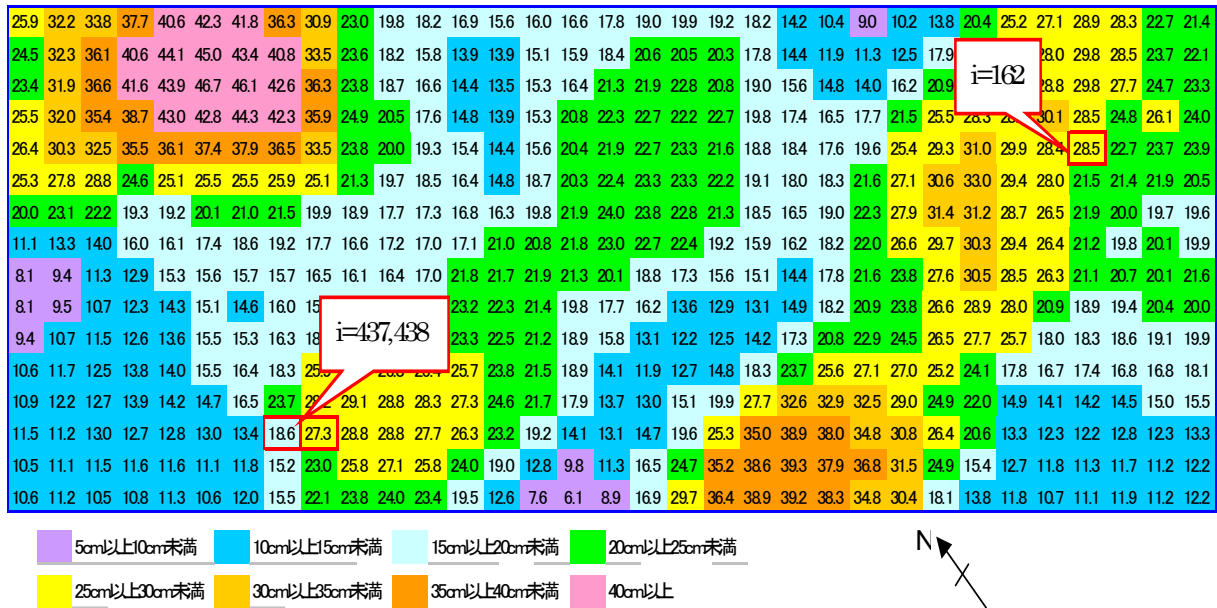 25.9 32.2 33.8 37.7 40.6 42.3 41.8 36.3 30.9 23.0 19.8 18.2 16.9 15.6 16.0 16.6 17.8 19.0 19.9 19.2 18.2 14.2 10.4 9.0 10.2 13.8 20.4 25.2 27.1 28.9 28.3 22.7 21.4
24.5 32.3 36.1 40.6 44.1 45.0 43.4 40.8 33.5 23.6 18.2 15.8 13.9 13.9 15.1 15.9 18.4 20.6 20.5 20.3 17.8 14.4 11.9 11.3 12.5 17.9 28.0 29.8 28.5 23.7 22.1
23.4 31.9 36.6 41.6 43.9 46.7 46.1 42.6 36.3 23.8 18.7 16.6 14.4 13.5 15.3 16.4 21.3 21.9 22.8 20.8 19.0 15.6 14.8 14.0 16.2 20.9 i=162 28.8 29.8 27.7 24.7 23.3
25.5 32.0 35.4 38.7 43.0 42.8 44.3 42.3 35.9 24.9 20.5 17.6 14.8 13.9 15.3 20.8 22.3 22.7 22.2 22.7 19.8 17.4 16.5 17.7 21.5 25.5 28.3 30.1 28.5 24.8 26.1 24.0
26.4 30.3 32.5 35.5 36.1 37.4 37.9 36.5 33.5 23.8 20.0 19.3 15.4 14.4 15.6 20.4 21.9 22.7 23.3 21.6 18.8 18.4 17.6 19.6 25.4 29.3 31.0 29.9 28.4 28.5 22.7 23.7 23.9
25.3 27.8 28.8 24.6 25.1 25.5 25.5 25.9 25.1 21.3 19.7 18.5 16.4 14.8 18.7 20.3 22.4 23.3 23.3 22.2 19.1 18.0 18.3 21.6 27.1 30.6 33.0 29.4 28.0 21.5 21.4 21.9 20.5
20.0 23.1 22.2 19.3 19.2 20.1 21.0 21.5 19.9 18.9 17.7 17.3 16.8 16.3 19.8 21.9 24.0 23.8 22.8 21.3 18.5 16.5 19.0 22.3 27.9 31.4 31.2 28.7 26.5 21.9 20.0 19.7 19.6
11.1 13.3 14.0 16.0 16.1 17.4 18.6 19.2 17.7 16.6 17.2 17.0 17.1 21.0 20.8 21.8 23.0 22.7 22.4 19.2 15.9 16.2 18.2 22.0 26.6 29.7 30.3 29.4 26.4 21.2 19.8 20.1 19.9
8.1 9.4 11.3 12.9 15.3 15.6 15.7 15.7 16.5 16.1 16.4 17.0 21.8 21.7 21.9 21.3 20.1 18.8 17.3 15.6 15.1 14.4 17.8 21.6 23.8 27.6 30.5 28.5 26.3 21.1 20.7 20.1 21.6
8.1 9.5 10.7 12.3 14.3 15.1 14.6 16.0 23.2 22.3 21.4 19.8 17.7 16.2 13.6 12.9 13.1 14.9 18.2 20.9 23.8 26.6 28.9 28.0 20.9 18.9 19.4 20.4 20.0
9.4 10.7 11.5 12.6 13.6 15.5 15.3 16.3 i=437,438 23.3 22.5 21.2 18.9 15.8 13.1 12.2 12.5 14.2 17.3 20.8 22.9 24.5 26.5 27.7 25.7 18.0 18.3 18.6 19.1 19.9
10.6 11.7 12.5 13.8 14.0 15.5 16.4 18.3 25.7 23.8 21.5 18.9 14.1 11.9 12.7 14.8 18.3 23.7 25.6 27.1 27.0 25.2 24.1 17.8 16.7 17.4 16.8 16.8 18.1
10.9 12.2 12.7 13.9 14.2 14.7 16.5 23.7 29.1 28.8 28.3 27.3 24.6 21.7 17.9 13.7 13.0 15.1 19.9 27.7 32.6 32.9 32.5 29.0 24.9 22.0 14.9 14.1 14.2 14.5 15.0 15.5
11.5 11.2 13.0 12.7 12.8 13.0 13.4 18.6 27.3 28.8 28.8 27.7 26.3 23.2 19.2 14.1 13.1 14.7 19.6 25.3 35.0 38.9 38.0 34.8 30.8 26.4 20.6 13.3 12.3 12.2 12.8 12.3 13.3
10.5 11.1 11.5 11.6 11.6 11.1 11.8 15.2 23.0 25.8 27.1 25.8 24.0 19.0 12.8 9.8 11.3 16.5 24.7 35.2 38.6 39.3 37.9 36.8 31.5 24.9 15.4 12.7 11.8 11.3 11.7 11.2 12.2
10.6 11.2 10.5 10.8 11.3 10.6 12.0 15.5 22.1 23.8 24.0 23.4 19.5 12.6 7.6 6.1 8.9 16.9 29.7 36.4 38.9 39.2 38.3 34.8 30.4 18.1 13.8 11.8 10.7 11.1 11.9 11.2 12.2
5cm以上10cm未満 10cm以上15cm未満 15cm以上20cm未満 20cm以上25cm未満 N
25cm以上30cm未満 30cm以上35cm未満 35cm以上40cm未満 40cm以上